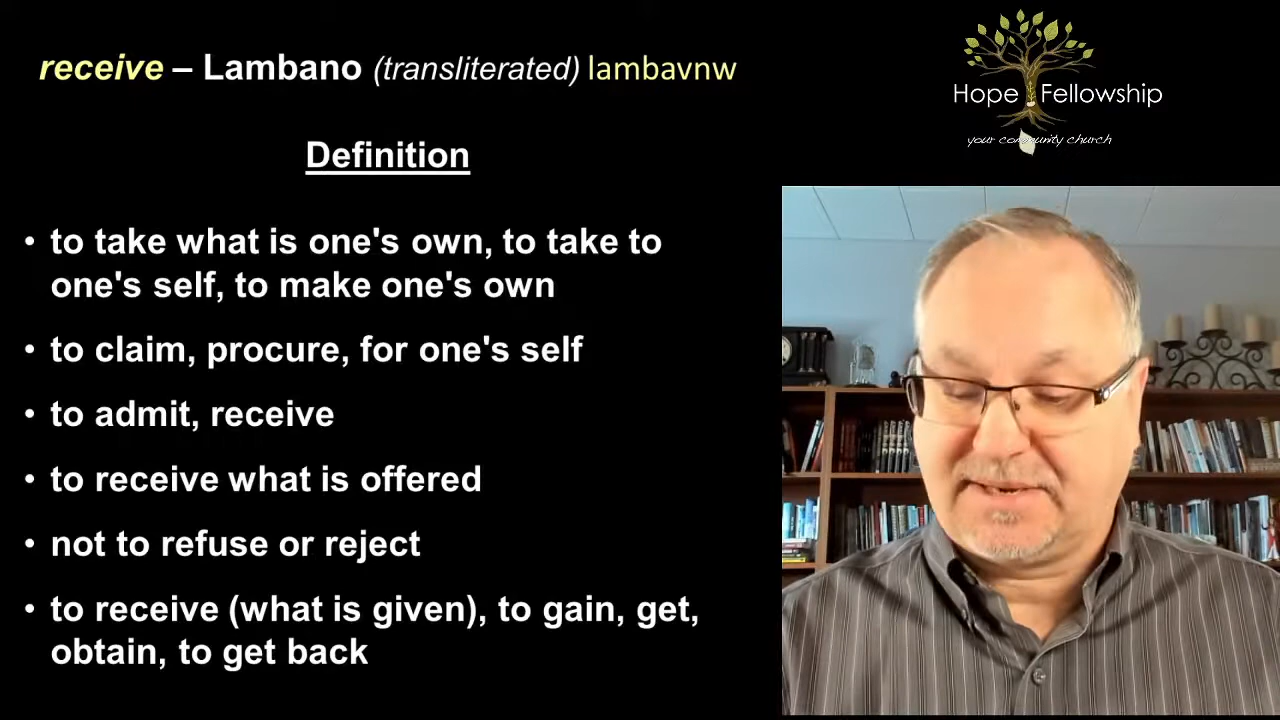 receive – Lambano (transliterated) lambavnw
Hope Fellowship
your community church
Definition
• to take what is one's own, to take to
one's self, to make one's own
• to claim, procure, for one's self
• to admit, receive
• to receive what is offered
• not to refuse or reject
• to receive (what is given), to gain, get,
obtain, to get back